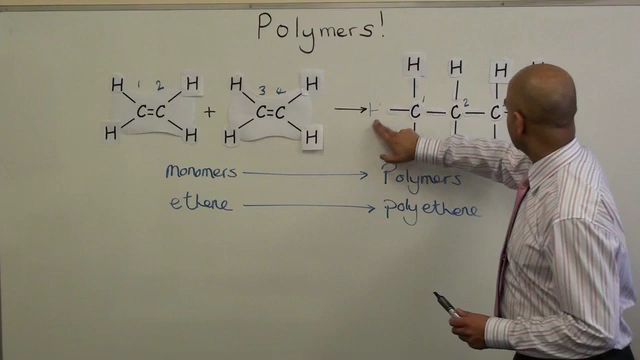 Polymers!
H 1 2 H H 3 4 H H H H H
C=C + C=C → C 1 C 2 C
H H H H
monomers → Polymers
ethene → polyethene